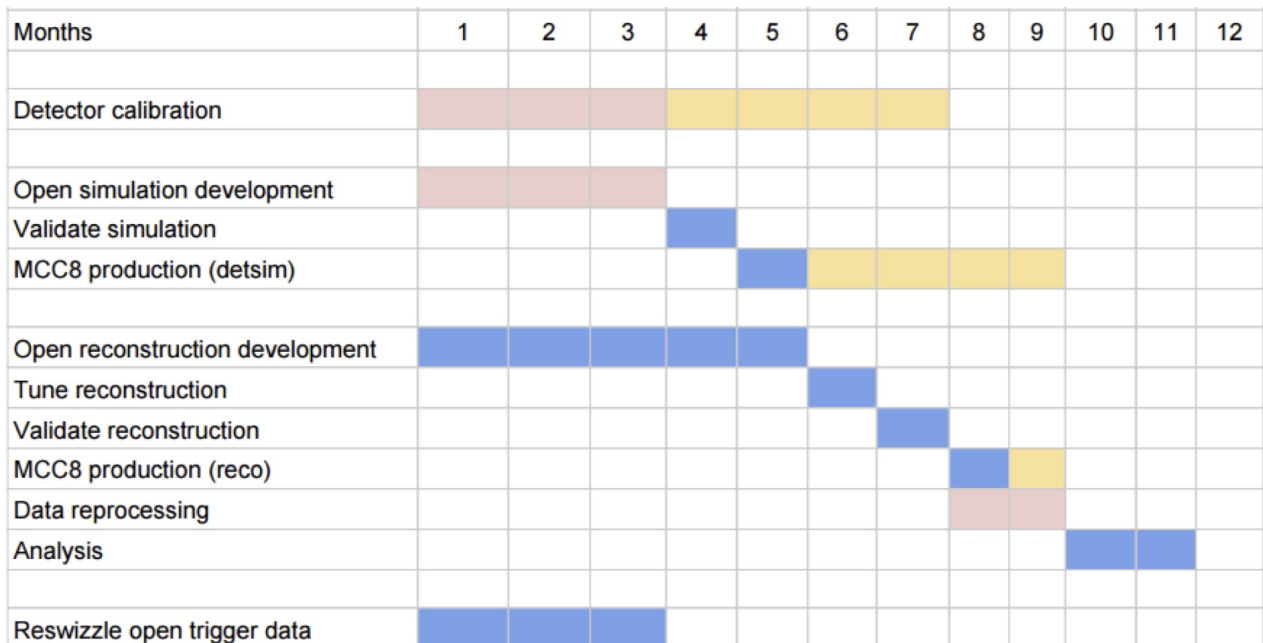 Months 1 2 3 4 5 6 7 8 9 10 11 12
Detector calibration
Open simulation development
Validate simulation
MCC8 production (detsim)
Open reconstruction development
Tune reconstruction
Validate reconstruction
MCC8 production (reco)
Data reprocessing
Analysis
Reswizzle open trigger data